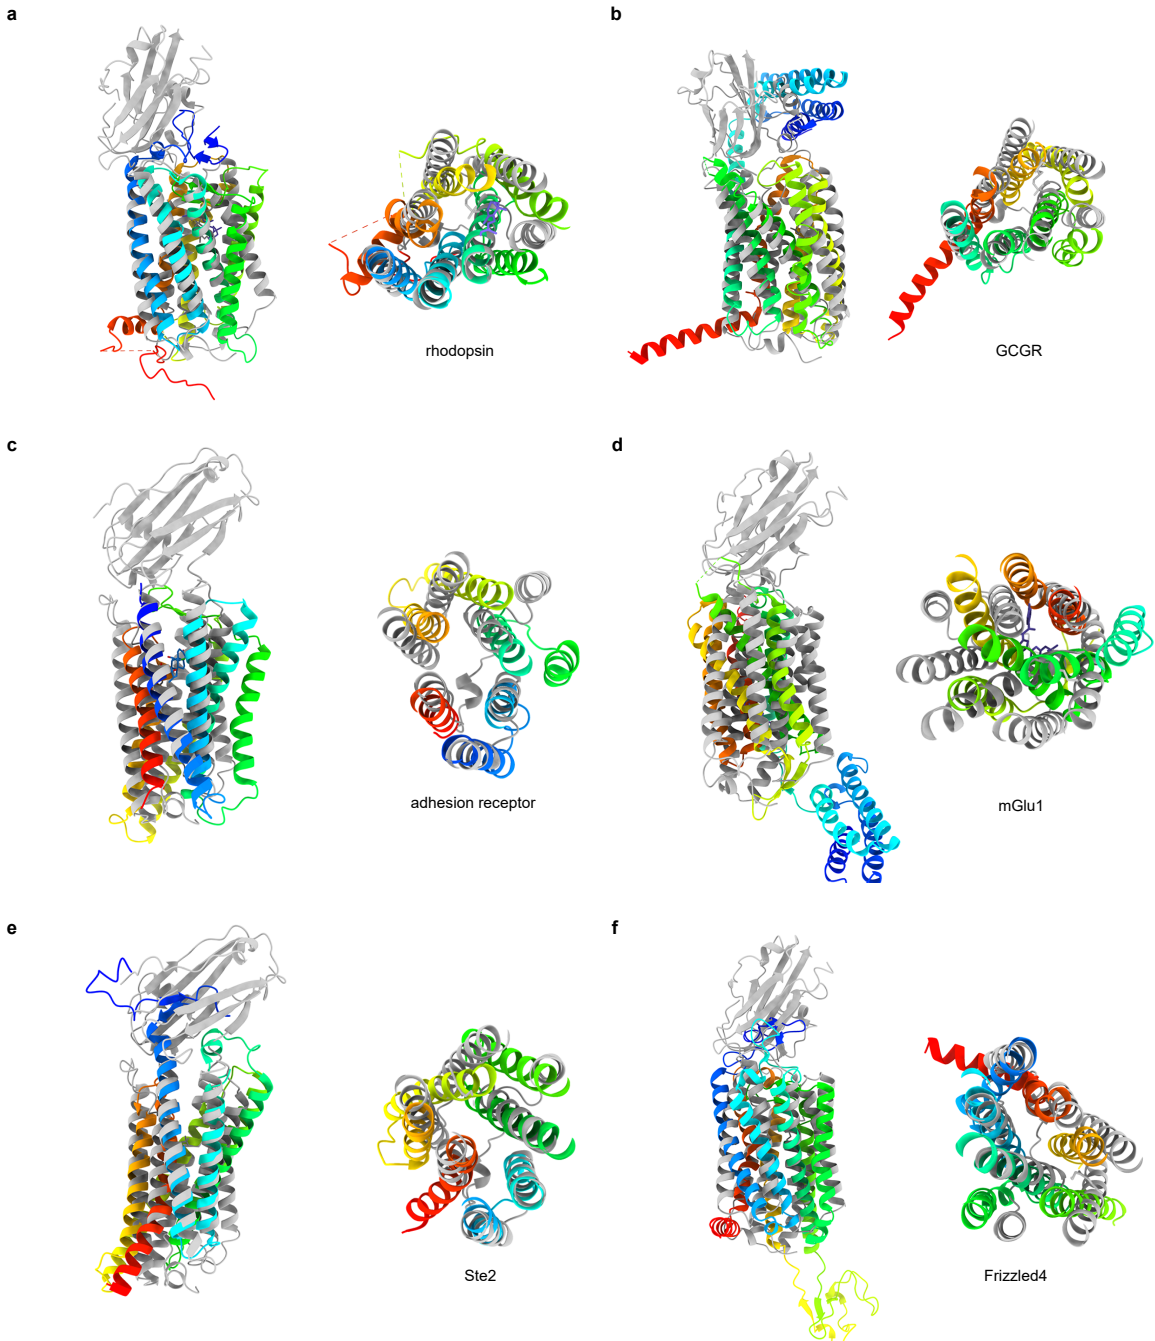 a
b
rhodopsin
GCGR
c
d
adhesion receptor
mGlu1
e
f
Ste2
Frizzled4